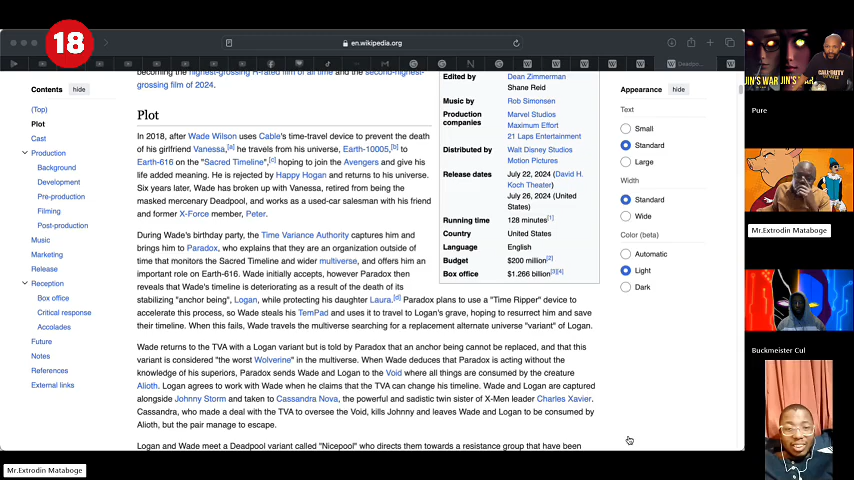 18
en.wikipedia.org
Deadpo...
becoming the highest-grossing R-rated film of all time and the second-highest-
grossing film of 2024.
Contents hide
(Top)
Plot
Cast
Production
Background
Development
Pre-production
Filming
Post-production
Music
Marketing
Release
Reception
Box office
Critical response
Accolades
Future
Notes
References
External links
Plot
In 2018, after Wade Wilson uses Cable's time-travel device to prevent the death
of his girlfriend Vanessa,[a] he travels from his universe, Earth-10005,[b] to
Earth-616 on the "Sacred Timeline",[c] hoping to join the Avengers and give his
life added meaning. He is rejected by Happy Hogan and returns to his universe.
Six years later, Wade has broken up with Vanessa, retired from being the
masked mercenary Deadpool, and works as a used-car salesman with his friend
and former X-Force member, Peter.
During Wade's birthday party, the Time Variance Authority captures him and
brings him to Paradox, who explains that they are an organization outside of
time that monitors the Sacred Timeline and wider multiverse, and offers him an
important role on Earth-616. Wade initially accepts, however Paradox then
reveals that Wade's timeline is deteriorating as a result of the death of its
stabilizing "anchor being", Logan, while protecting his daughter Laura.[d] Paradox plans to use a "Time Ripper" device to
accelerate this process, so Wade steals his TemPad and uses it to travel to Logan's grave, hoping to resurrect him and save
their timeline. When this fails, Wade travels the multiverse searching for a replacement alternate universe "variant" of Logan.
Wade returns to the TVA with a Logan variant but is told by Paradox that an anchor being cannot be replaced, and that this
variant is considered "the worst Wolverine" in the multiverse. When Wade deduces that Paradox is acting without the
knowledge of his superiors, Paradox sends Wade and Logan to the Void where all things are consumed by the creature
Alioth. Logan agrees to work with Wade when he claims that the TVA can change his timeline. Wade and Logan are captured
alongside Johnny Storm and taken to Cassandra Nova, the powerful and sadistic twin sister of X-Men leader Charles Xavier.
Cassandra, who made a deal with the TVA to oversee the Void, kills Johnny and leaves Wade and Logan to be consumed by
Alioth, but the pair manage to escape.
Logan and Wade meet a Deadpool variant called "Nicepool" who directs them towards a resistance group that have been
Edited by Dean Zimmerman
Shane Reid
Music by Rob Simonsen
Production
companies
Marvel Studios
Maximum Effort
21 Laps Entertainment
Distributed by Walt Disney Studios
Motion Pictures
Release dates July 22, 2024 (David H.
Koch Theater)
July 26, 2024 (United
States)
Running time 128 minutes[1]
Country United States
Language English
Budget $200 million[2]
Box office $1.266 billion[3][4]
Appearance hide
Text
Small
Standard
Large
Width
Standard
Wide
Color (beta)
Automatic
Light
Dark
JIN'S WAR JIN'S WAR
CALL OF DUTY
Pure
Mr.Extrodin Mataboge
Buckmeister Cul
Mr.Extrodin Mataboge